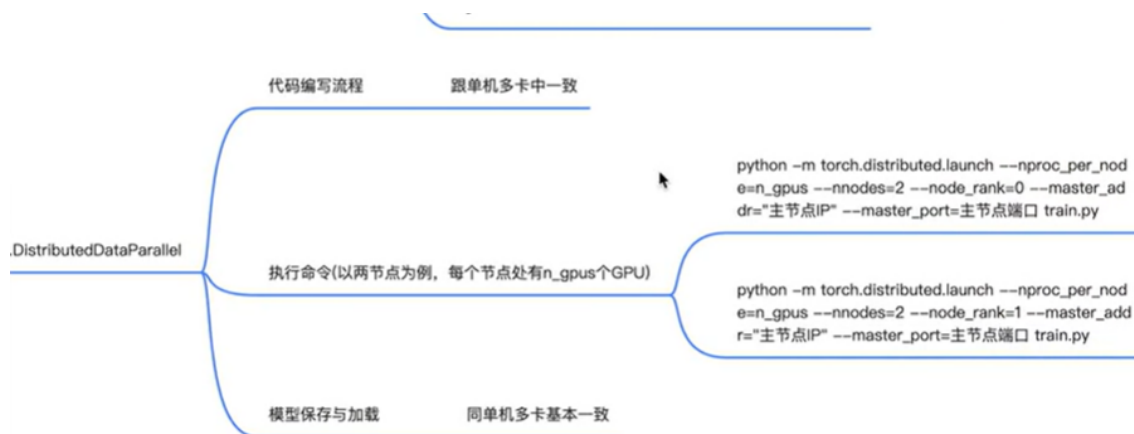 代码编写流程
跟单机多卡中一致
python -m torch.distributed.launch --nproc_per_nod
e=n_gpus --nnodes=2 --node_rank=0 --master_ad
dr="主节点IP" --master_port=主节点端口 train.py
.DistributedDataParallel
执行命令(以两节点为例，每个节点处有n_gpus个GPU)
python -m torch.distributed.launch --nproc_per_nod
e=n_gpus --nnodes=2 --node_rank=1 --master_add
r="主节点IP" --master_port=主节点端口 train.py
模型保存与加载
同单机多卡基本一致